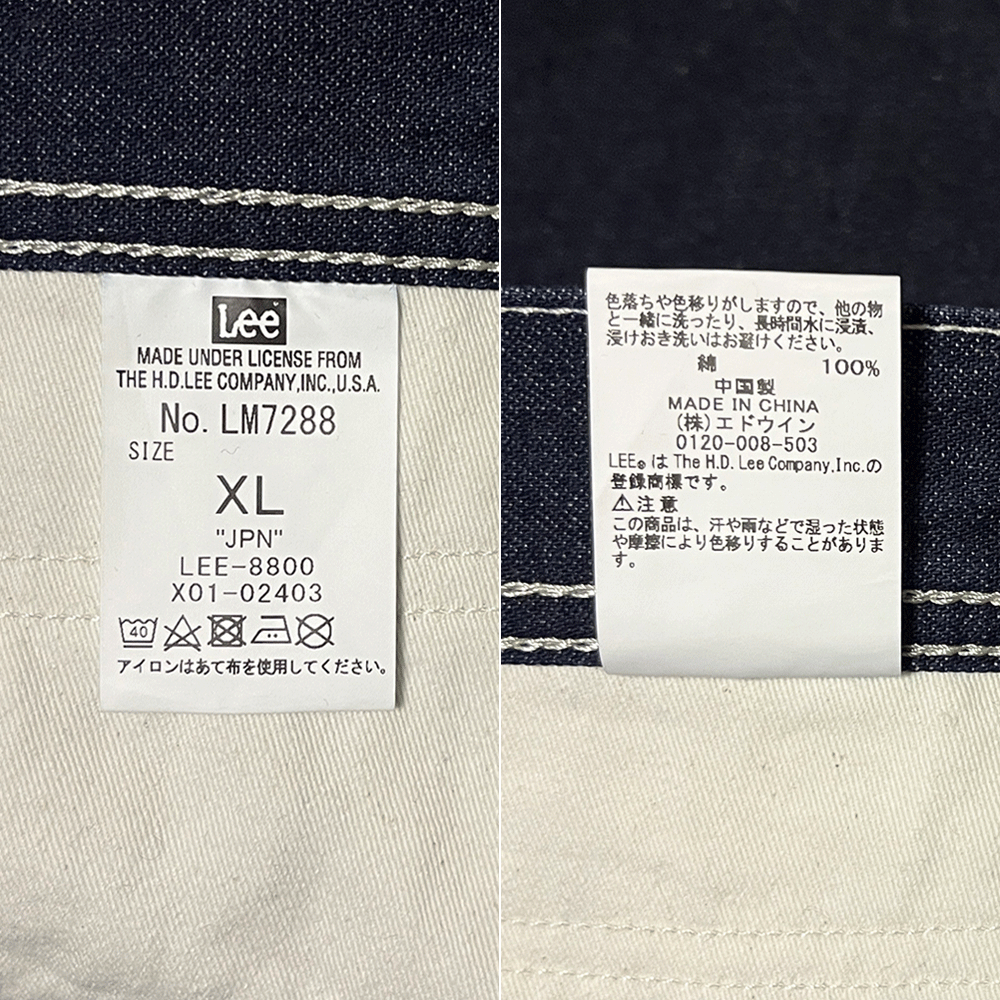 Lee
MADE UNDER LICENSE FROM
THE H.D.LEE COMPANY,INC.,U.S.A.
No. LM7288
SIZE
XL
"JPN"
LEE-8800
X01-02403
40
アイロンはあて布を使用してください。
色落ちや色移りがしますので、他の物
と一緒に洗ったり、長時間水に浸漬、
浸けおき洗いはお避けください。
綿 100%
中国製
MADE IN CHINA
(株)エドウイン
0120-008-503
LEE® は The H.D. Lee Company,Inc.の
登録商標です。
⚠注意
この商品は、汗や雨などで湿った状態
や摩擦により色移りすることがありま
す。